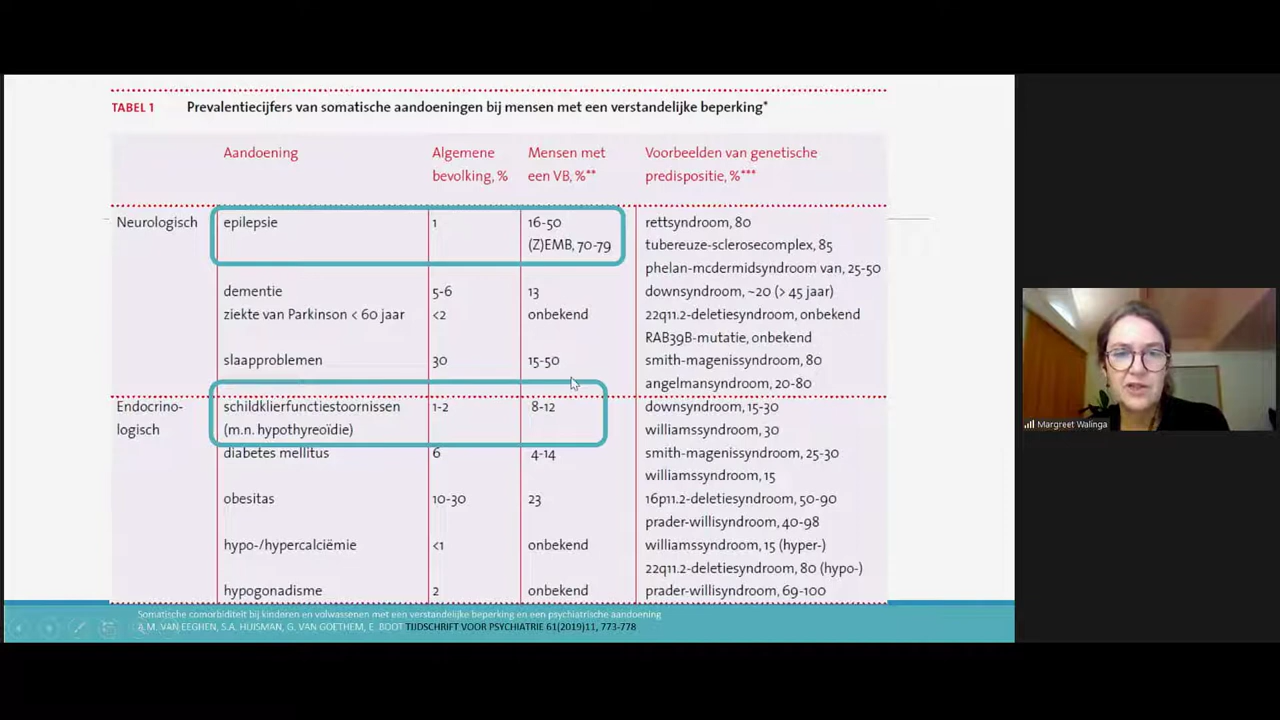 TABEL 1 Prevalentiecijfers van somatische aandoeningen bij mensen met een verstandelijke beperking*
Aandoening Algemene Mensen met Voorbeelden van genetische
bevolking, % een VB, %** predispositie, %***
Neurologisch epilepsie 1 16-50 rettsyndroom, 80
(Z)EMB, 70-79 tubereuze-sclerosecomplex, 85
phelan-mcdermidsyndroom van, 25-50
dementie 5-6 13 downsyndroom, ~20 (> 45 jaar)
ziekte van Parkinson < 60 jaar <2 onbekend 22q11.2-deletiesyndroom, onbekend
RAB39B-mutatie, onbekend
slaapproblemen 30 15-50 smith-magenissyndroom, 80
angelmansyndroom, 20-80
Endocrino- schildklierfunctiestoornissen 1-2 8-12 downsyndroom, 15-30
logisch (m.n. hypothyreoïdie) williamssyndroom, 30
diabetes mellitus 6 4-14 smith-magenissyndroom, 25-30
williamssyndroom, 15
obesitas 10-30 23 16p11.2-deletiesyndroom, 50-90
prader-willisyndroom, 40-98
hypo-/hypercalciëmie <1 onbekend williamssyndroom, 15 (hyper-)
22q11.2-deletiesyndroom, 80 (hypo-)
hypogonadisme 2 onbekend prader-willisyndroom, 69-100
Somatische comorbiditeit bij kinderen en volwassenen met een verstandelijke beperking en een psychiatrische aandoening
M. VAN EEGHEN, S.A. HUISMAN, G. VAN GOETHEM, E. BOOT TIJDSCHRIFT VOOR PSYCHIATRIE 61(2019)11, 773-778
Margreet Walinga